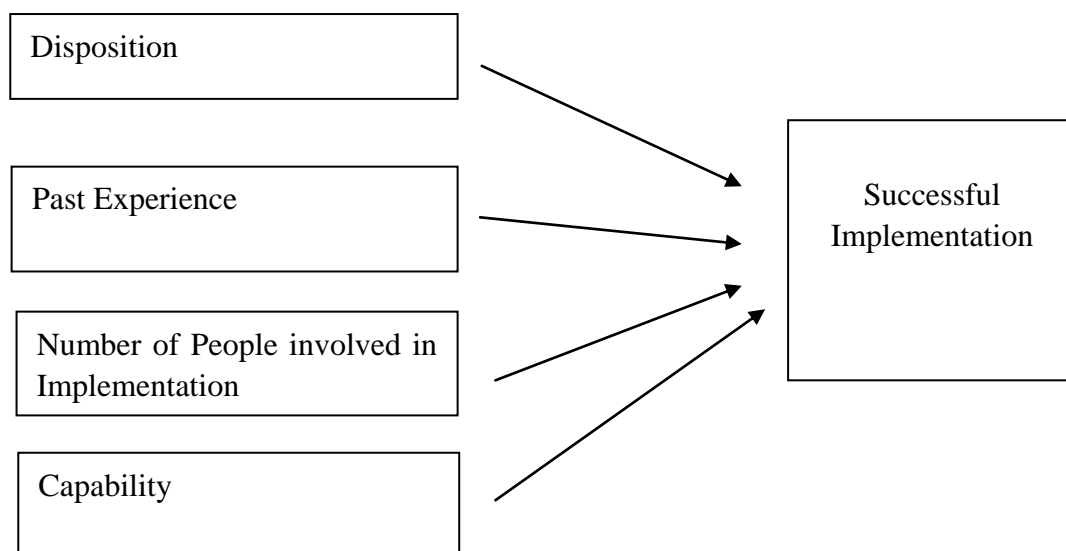 Disposition
Past Experience
Successful
Implementation
Number of People involved in
Implementation
Capability